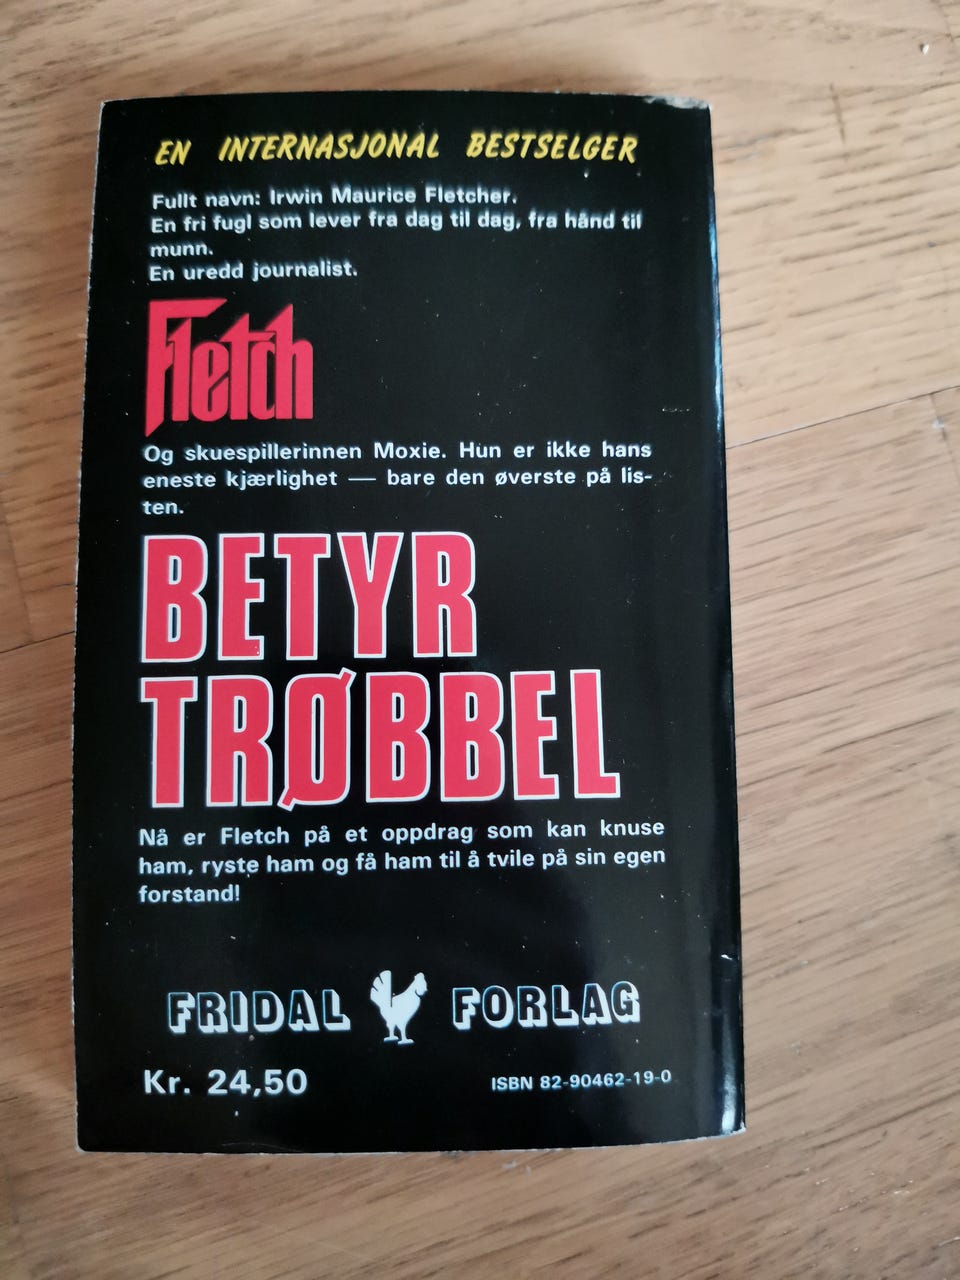 EN INTERNASJONAL BESTSELGER
Fullt navn: Irwin Maurice Fletcher.
En fri fugl som lever fra dag til dag, fra hånd til
munn.
En uredd journalist.
Fletch
Og skuespillerinnen Moxie. Hun er ikke hans
eneste kjærlighet — bare den øverste på lis-
ten.
BETYR
TRØBBEL
Nå er Fletch på et oppdrag som kan knuse
ham, ryste ham og få ham til å tvile på sin egen
forstand!
FRIDAL FORLAG
Kr. 24,50 ISBN 82-90462-19-0